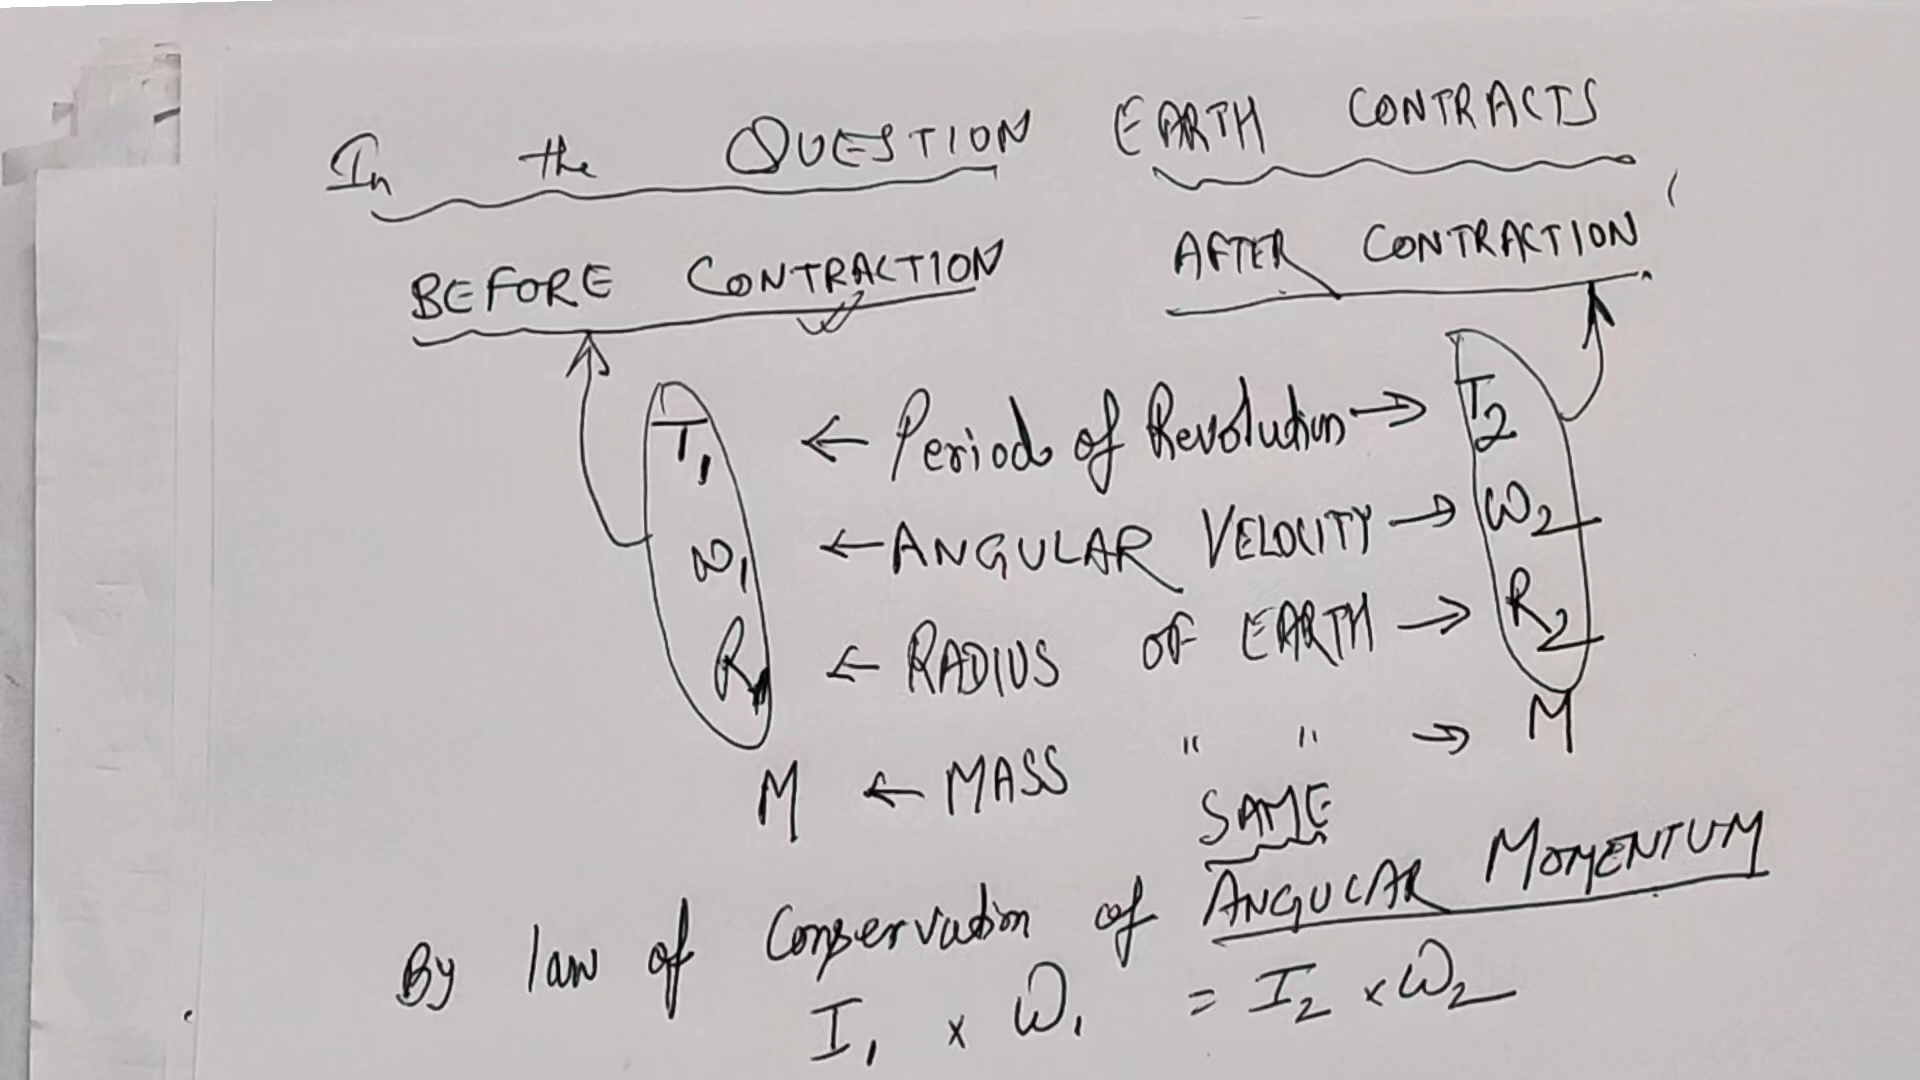 In the QUESTION EARTH CONTRACTS
BEFORE CONTRACTION AFTER CONTRACTION
T1 ← Period of Revolution → T2
ω1 ← ANGULAR VELOCITY → ω2
R1 ← RADIUS OF EARTH → R2
M ← MASS " " → M
SAME
By law of Conservation of ANGULAR MOMENTUM
I1 × ω1 = I2 × ω2